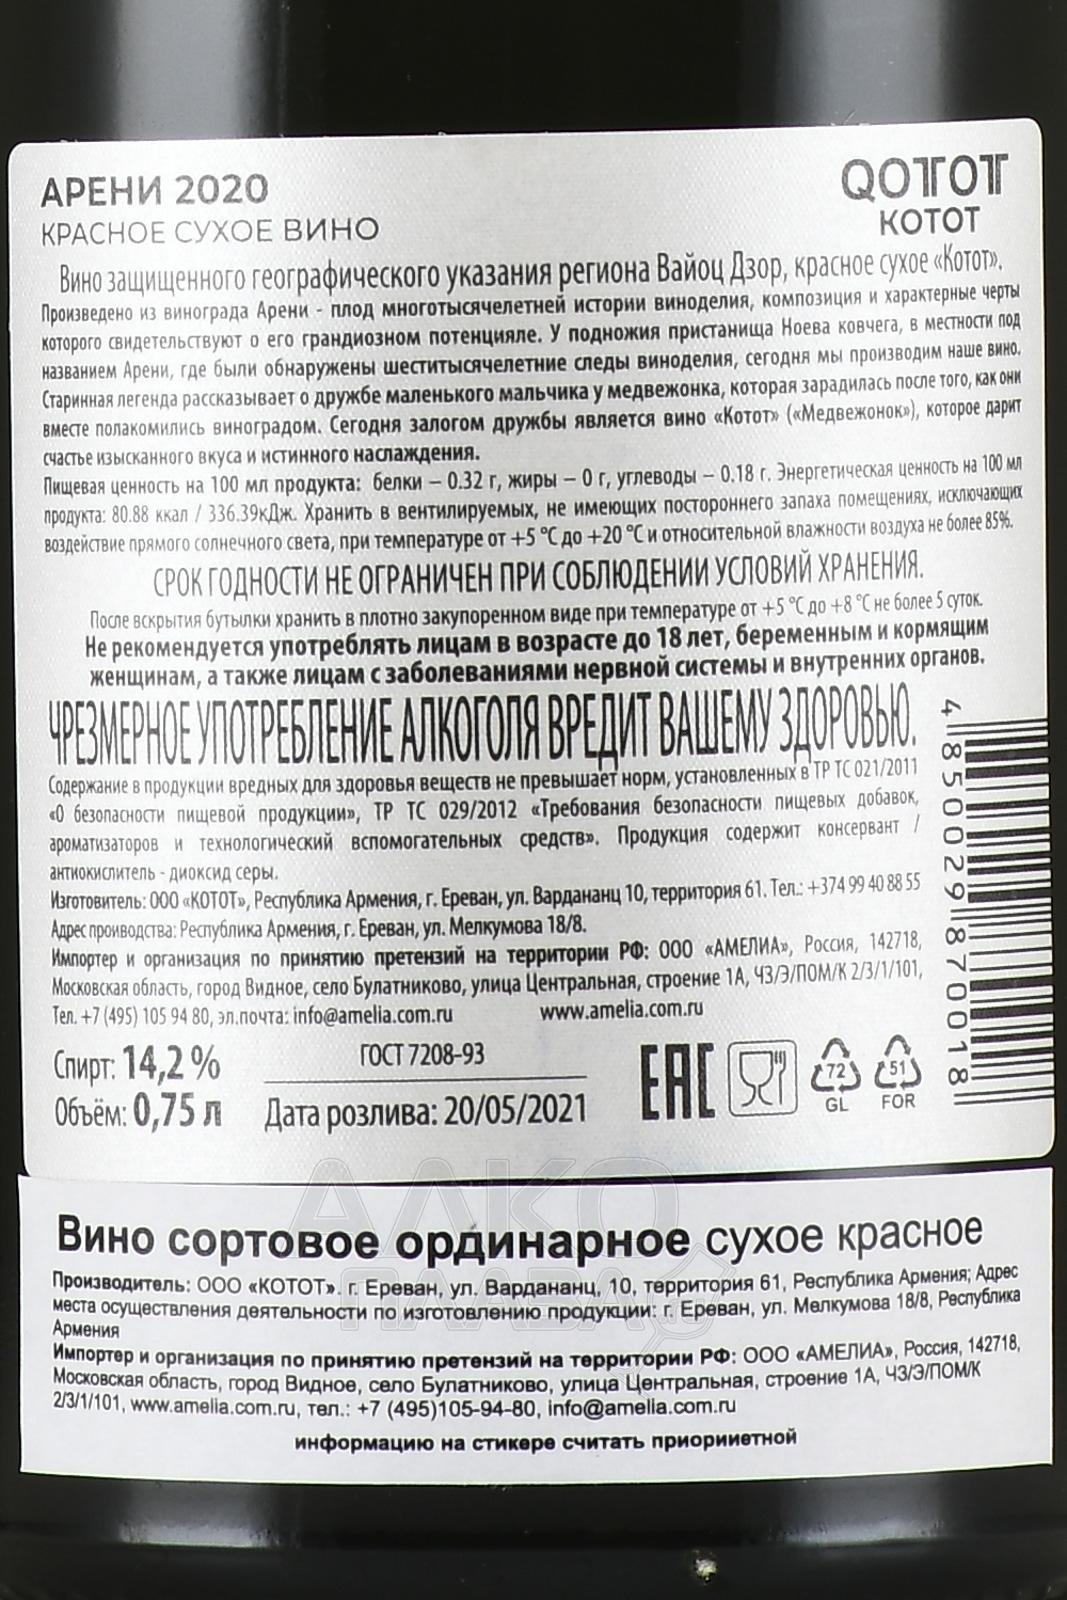 АРЕНИ 2020
КРАСНОЕ СУХОЕ ВИНО
QOTOT
КОТОТ
Вино защищенного географического указания региона Вайоц Дзор, красное сухое «Котот».
Произведено из винограда Арени - плод многотысячелетней истории виноделия, композиция и характерные черты
которого свидетельствуют о его грандиозном потенцияле. У подножия пристанища Ноева ковчега, в местности под
названием Арени, где были обнаружены шеститысячелетние следы виноделия, сегодня мы производим наше вино.
Старинная легенда рассказывает о дружбе маленького мальчика у медвежонка, которая зарадилась после того, как они
вместе полакомились виноградом. Сегодня залогом дружбы является вино «Котот» («Медвежонок»), которое дарит
счастье изысканного вкуса и истинного наслаждения.
Пищевая ценность на 100 мл продукта: белки – 0.32 г, жиры – 0 г, углеводы – 0.18 г. Энергетическая ценность на 100 мл
продукта: 80.88 ккал / 336.39кДж. Хранить в вентилируемых, не имеющих постороннего запаха помещениях, исключающих
воздействие прямого солнечного света, при температуре от +5 °C до +20 °C и относительной влажности воздуха не более 85%.
СРОК ГОДНОСТИ НЕ ОГРАНИЧЕН ПРИ СОБЛЮДЕНИИ УСЛОВИЙ ХРАНЕНИЯ.
После вскрытия бутылки хранить в плотно закупоренном виде при температуре от +5 °C до +8 °C не более 5 суток.
Не рекомендуется употреблять лицам в возрасте до 18 лет, беременным и кормящим
женщинам, а также лицам с заболеваниями нервной системы и внутренних органов.
ЧРЕЗМЕРНОЕ УПОТРЕБЛЕНИЕ АЛКОГОЛЯ ВРЕДИТ ВАШЕМУ ЗДОРОВЬЮ.
Содержание в продукции вредных для здоровья веществ не превышает норм, установленных в ТР ТС 021/2011
«О безопасности пищевой продукции», ТР ТС 029/2012 «Требования безопасности пищевых добавок,
ароматизаторов и технологический вспомогательных средств». Продукция содержит консервант /
антиокислитель - диоксид серы.
Изготовитель: ООО «КОТОТ», Республика Армения, г. Ереван, ул. Вардананц 10, территория 61. Тел.: +374 99 40 88 55
Адрес проиводства: Республика Армения, г. Ереван, ул. Мелкумова 18/8.
Импортер и организация по принятию претензий на территории РФ: ООО «АМЕЛИА», Россия, 142718,
Московская область, город Видное, село Булатниково, улица Центральная, строение 1А, ЧЗ/Э/ПОМ/К 2/3/1/101,
Тел. +7 (495) 105 94 80, эл.почта: info@amelia.com.ru www.amelia.com.ru
Спирт: 14,2 %
Объём: 0,75 л
ГОСТ 7208-93
Дата розлива: 20/05/2021
EAC
72
GL
51
FOR
4 850029 870018
АЛКО
ПЛАЗА
Вино сортовое ординарное сухое красное
Производитель: ООО «КОТОТ». г. Ереван, ул. Вардананц, 10, территория 61, Республика Армения; Адрес
места осуществления деятельности по изготовлению продукции: г. Ереван, ул. Мелкумова 18/8, Республика
Армения
Импортер и организация по принятию претензий на территории РФ: ООО «АМЕЛИА», Россия, 142718,
Московская область, город Видное, село Булатниково, улица Центральная, строение 1А, ЧЗ/Э/ПОМ/К
2/3/1/101, www.amelia.com.ru, тел.: +7 (495)105-94-80, info@amelia.com.ru
информацию на стикере считать приориietной